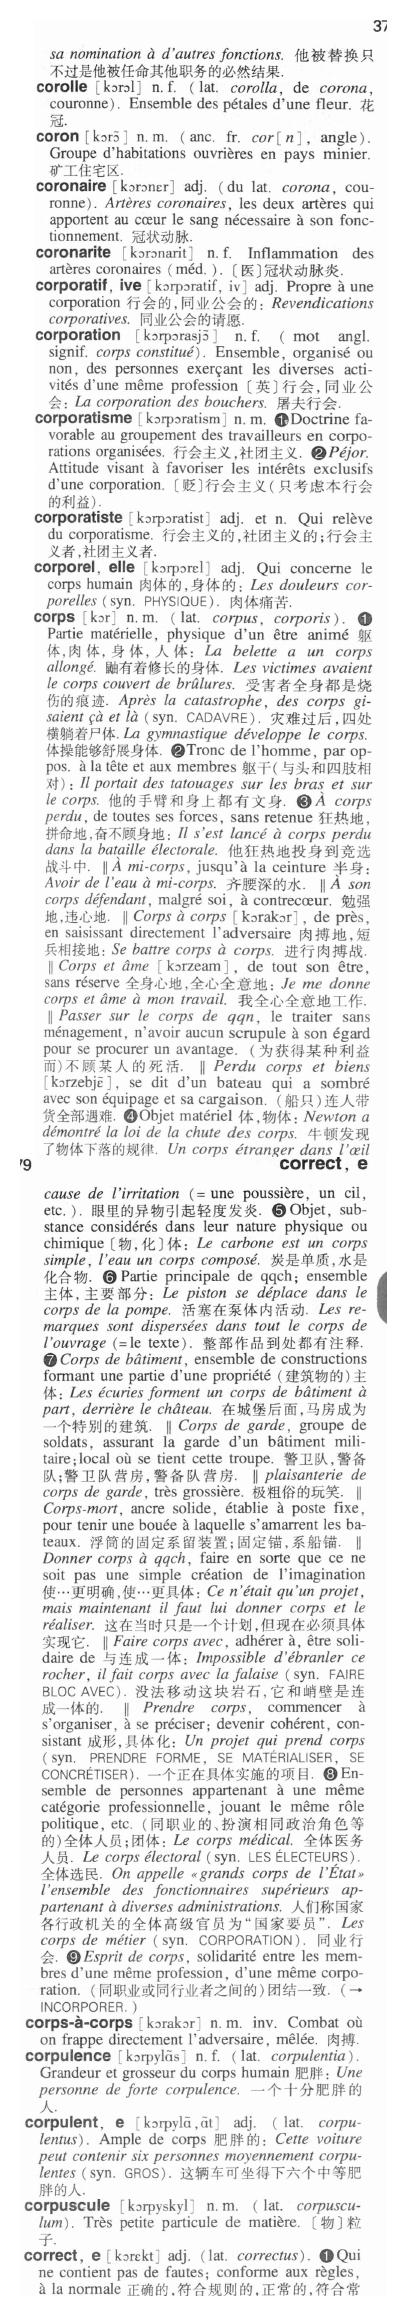 37
sa nomination à d'autres fonctions. 他被替换只
不过是他被任命其他职务的必然结果.
corolle [kɔrɔl] n. f. (lat. corolla, de corona,
couronne). Ensemble des pétales d'une fleur. 花
冠.
coron [kɔrɔ̃] n. m. (anc. fr. cor[n], angle).
Groupe d'habitations ouvrières en pays minier.
矿工住宅区.
coronaire [kɔrɔnɛr] adj. (du lat. corona, cou-
ronne). Artères coronaires, les deux artères qui
apportent au cœur le sang nécessaire à son fonc-
tionnement. 冠状动脉.
coronarite [kɔrɔnarit] n. f. Inflammation des
artères coronaires (méd.). 〔医〕冠状动脉炎.
corporatif, ive [kɔrpɔratif, iv] adj. Propre à une
corporation 行会的,同业公会的: Revendications
corporatives. 同业公会的请愿.
corporation [kɔrpɔrasjɔ̃] n. f. ( mot angl.
signif. corps constitué). Ensemble, organisé ou
non, des personnes exerçant les diverses acti-
vités d'une même profession 〔英〕行会,同业公
会: La corporation des bouchers. 屠夫行会.
corporatisme [kɔrpɔratism] n. m. ❶Doctrine fa-
vorable au groupement des travailleurs en corpo-
rations organisées. 行会主义,社团主义. ❷Péjor.
Attitude visant à favoriser les intérêts exclusifs
d'une corporation. 〔贬〕行会主义(只考虑本行会
的利益).
corporatiste [kɔrpɔratist] adj. et n. Qui relève
du corporatisme. 行会主义的,社团主义的;行会主
义者,社团主义者.
corporel, elle [kɔrpɔrɛl] adj. Qui concerne le
corps humain 肉体的,身体的: Les douleurs cor-
porelles (syn. PHYSIQUE). 肉体痛苦.
corps [kɔr] n. m. (lat. corpus, corporis). ❶
Partie matérielle, physique d'un être animé 躯
体,肉体,身体,人体: La belette a un corps
allongé. 鼬有着修长的身体. Les victimes avaient
le corps couvert de brûlures. 受害者全身都是烧
伤的痕迹. Après la catastrophe, des corps gi-
saient çà et là (syn. CADAVRE). 灾难过后,四处
横躺着尸体. La gymnastique développe le corps.
体操能够舒展身体. ❷Tronc de l'homme, par op-
pos. à la tête et aux membres 躯干(与头和四肢相
对): Il portait des tatouages sur les bras et sur
le corps. 他的手臂和身上都有文身. ❸À corps
perdu, de toutes ses forces, sans retenue 狂热地,
拼命地,奋不顾身地: Il s'est lancé à corps perdu
dans la bataille électorale. 他狂热地投身到竞选
战斗中. ‖ À mi-corps, jusqu'à la ceinture 半身:
Avoir de l'eau à mi-corps. 齐腰深的水. ‖ À son
corps défendant, malgré soi, à contrecœur. 勉强
地,违心地. ‖ Corps à corps [kɔrakɔr], de près,
en saisissant directement l'adversaire 肉搏地,短
兵相接地: Se battre corps à corps. 进行肉搏战.
‖ Corps et âme [kɔrzeam], de tout son être,
sans réserve 全身心地,全心全意地: Je me donne
corps et âme à mon travail. 我全心全意地工作.
‖ Passer sur le corps de qqn, le traiter sans
ménagement, n'avoir aucun scrupule à son égard
pour se procurer un avantage. (为获得某种利益
而)不顾某人的死活. ‖ Perdu corps et biens
[kɔrzebjɛ̃], se dit d'un bateau qui a sombré
avec son équipage et sa cargaison. (船只)连人带
货全部遇难. ❹Objet matériel 体,物体: Newton a
démontré la loi de la chute des corps. 牛顿发现
了物体下落的规律. Un corps étranger dans l'œil
79 correct, e
cause de l'irritation (= une poussière, un cil,
etc.). 眼里的异物引起轻度发炎. ❺Objet, sub-
stance considérés dans leur nature physique ou
chimique 〔物,化〕体: Le carbone est un corps
simple, l'eau un corps composé. 炭是单质,水是
化合物. ❻Partie principale de qqch; ensemble
主体,主要部分: Le piston se déplace dans le
corps de la pompe. 活塞在泵体内活动. Les re-
marques sont dispersées dans tout le corps de
l'ouvrage (=le texte). 整部作品到处都有注释.
❼Corps de bâtiment, ensemble de constructions
formant une partie d'une propriété (建筑物的)主
体: Les écuries forment un corps de bâtiment à
part, derrière le château. 在城堡后面,马房成为
一个特别的建筑. ‖ Corps de garde, groupe de
soldats, assurant la garde d'un bâtiment mili-
taire;local où se tient cette troupe. 警卫队,警备
队;警卫队营房,警备队营房. ‖ plaisanterie de
corps de garde, très grossière. 极粗俗的玩笑. ‖
Corps-mort, ancre solide, établie à poste fixe,
pour tenir une bouée à laquelle s'amarrent les ba-
teaux. 浮筒的固定系留装置;固定锚,系船锚. ‖
Donner corps à qqch, faire en sorte que ce ne
soit pas une simple création de l'imagination
使…更明确,使…更具体: Ce n'était qu'un projet,
mais maintenant il faut lui donner corps et le
réaliser. 这在当时只是一个计划,但现在必须具体
实现它. ‖ Faire corps avec, adhérer à, être soli-
daire de 与连成一体: Impossible d'ébranler ce
rocher, il fait corps avec la falaise (syn. FAIRE
BLOC AVEC). 没法移动这块岩石,它和峭壁是连
成一体的. ‖ Prendre corps, commencer à
s'organiser, à se préciser; devenir cohérent, con-
sistant 成形,具体化: Un projet qui prend corps
(syn. PRENDRE FORME, SE MATÉRIALISER, SE
CONCRÉTISER). 一个正在具体实施的项目. ❽En-
semble de personnes appartenant à une même
catégorie professionnelle, jouant le même rôle
politique, etc. (同职业的、扮演相同政治角色等
的)全体人员;团体: Le corps médical. 全体医务
人员. Le corps électoral (syn. LES ÉLECTEURS).
全体选民. On appelle «grands corps de l'État»
l'ensemble des fonctionnaires supérieurs ap-
partenant à diverses administrations. 人们称国家
各行政机关的全体高级官员为“国家要员”. Les
corps de métier (syn. CORPORATION). 同业行
会. ❾Esprit de corps, solidarité entre les mem-
bres d'une même profession, d'une même corpo-
ration. (同职业或同行业者之间的)团结一致. (→
INCORPORER.)
corps-à-corps [kɔrakɔr] n. m. inv. Combat où
on frappe directement l'adversaire, mêlée. 肉搏.
corpulence [kɔrpylɑ̃s] n. f. (lat. corpulentia).
Grandeur et grosseur du corps humain 肥胖: Une
personne de forte corpulence. 一个十分肥胖的
人.
corpulent, e [kɔrpylɑ̃, ɑ̃t] adj. (lat. corpu-
lentus). Ample de corps 肥胖的: Cette voiture
peut contenir six personnes moyennement corpu-
lentes (syn. GROS). 这辆车可坐得下六个中等肥
胖的人.
corpuscule [kɔrpyskyl] n. m. (lat. corpuscu-
lum). Très petite particule de matière. 〔物〕粒
子.
correct, e [kɔrɛkt] adj. (lat. correctus). ❶Qui
ne contient pas de fautes; conforme aux règles,
à la normale 正确的,符合规则的,正常的,符合常